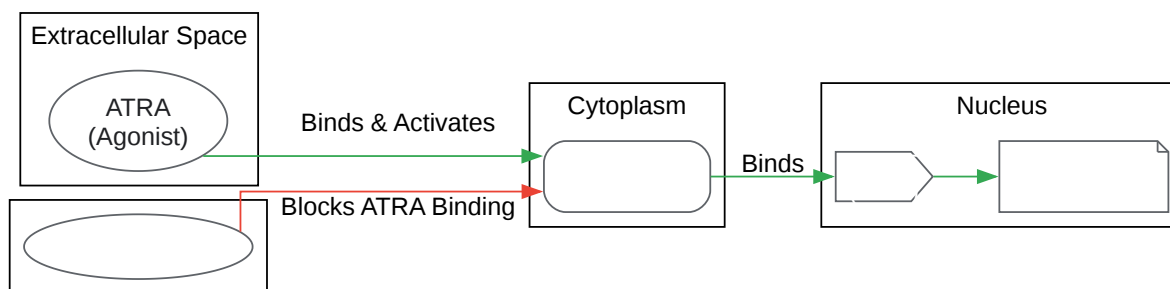 Extracellular Space
ATRA
(Agonist)
Binds & Activates
Blocks ATRA Binding
Cytoplasm
Binds
Nucleus